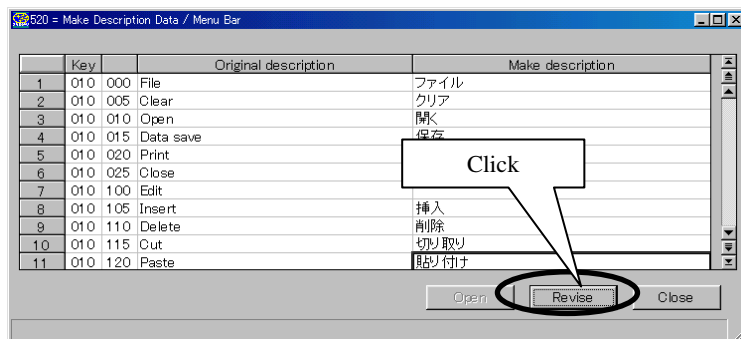 520 = Make Description Data / Menu Bar
Key Original description Make description
1 010 000 File ファイル
2 010 005 Clear クリア
3 010 010 Open 開く
4 010 015 Data save 保存
5 010 020 Print
6 010 025 Close
7 010 100 Edit
8 010 105 Insert 挿入
9 010 110 Delete 削除
10 010 115 Cut 切り取り
11 010 120 Paste 貼り付け
Click
Open Revise Close